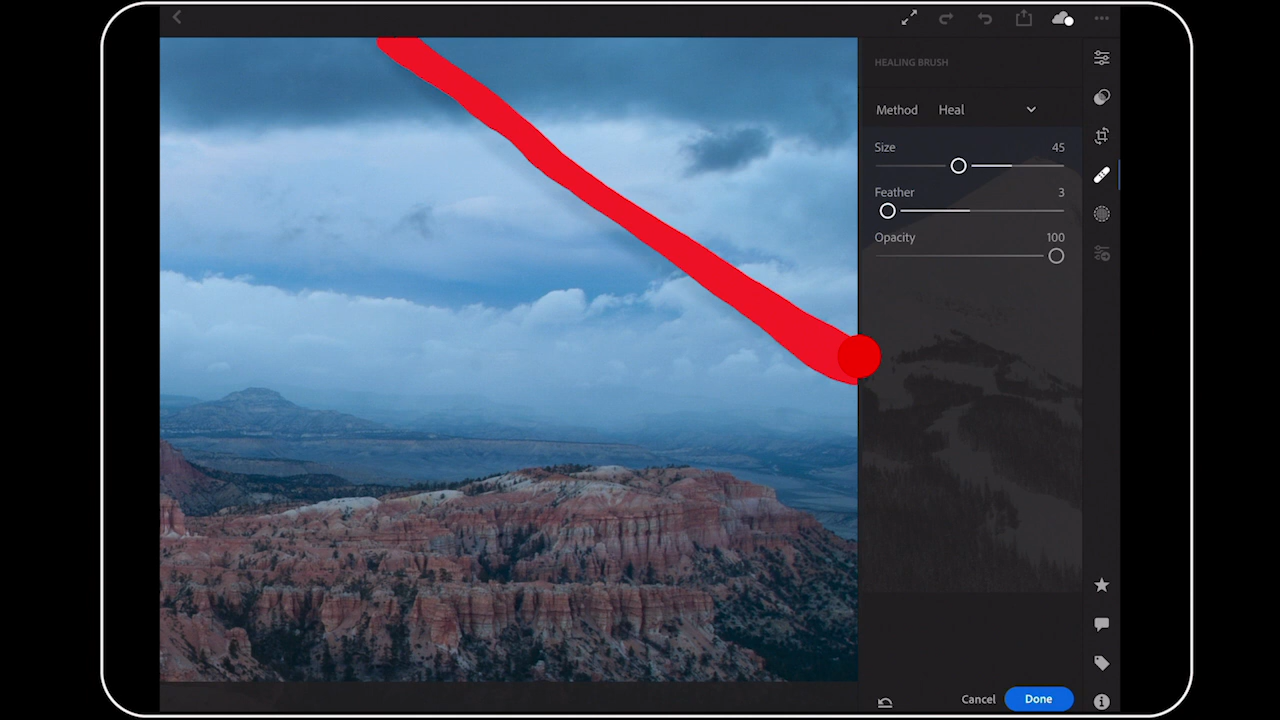 HEALING BRUSH
Method Heal
Size 45
Feather 3
Opacity 100
Cancel Done